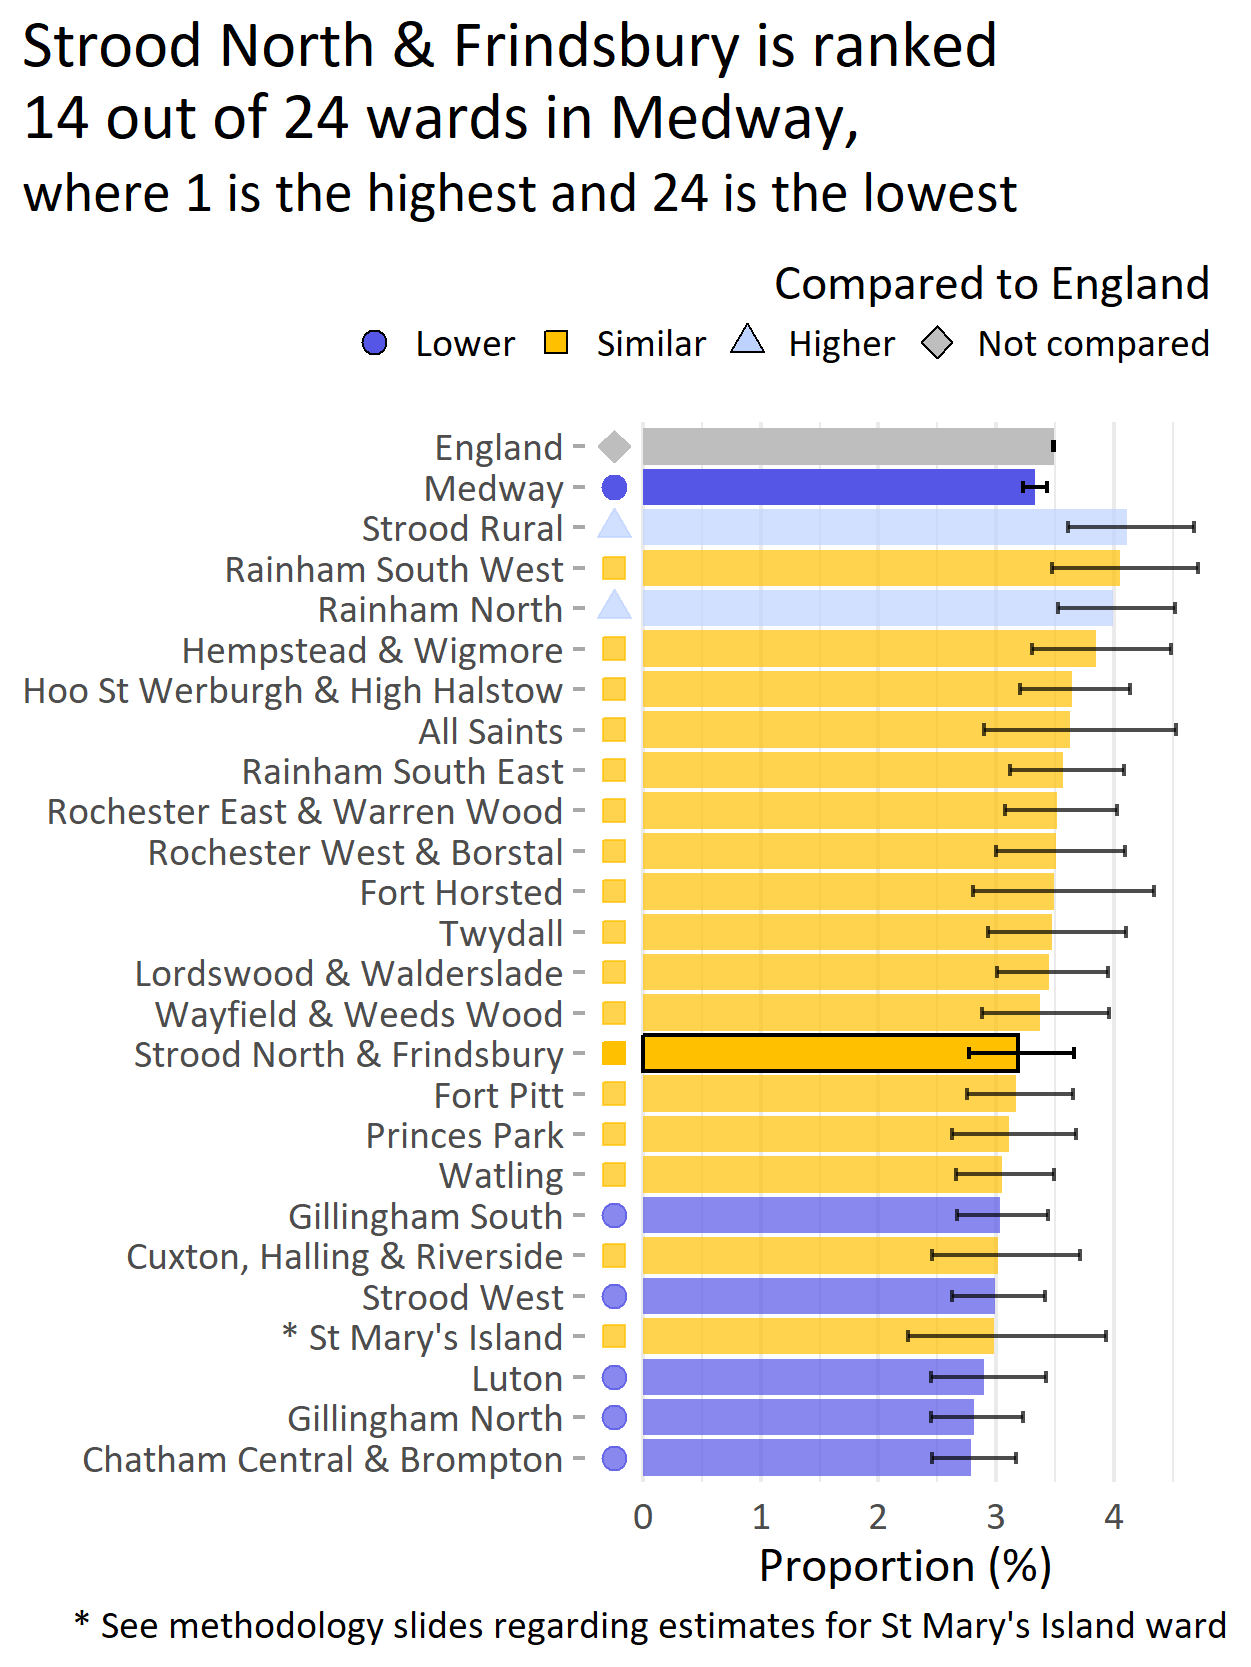 Strood North & Frindsbury is ranked
14 out of 24 wards in Medway,
where 1 is the highest and 24 is the lowest
Compared to England
Lower Similar Higher Not compared
England
Medway
Strood Rural
Rainham South West
Rainham North
Hempstead & Wigmore
Hoo St Werburgh & High Halstow
All Saints
Rainham South East
Rochester East & Warren Wood
Rochester West & Borstal
Fort Horsted
Twydall
Lordswood & Walderslade
Wayfield & Weeds Wood
Strood North & Frindsbury
Fort Pitt
Princes Park
Watling
Gillingham South
Cuxton, Halling & Riverside
Strood West
* St Mary's Island
Luton
Gillingham North
Chatham Central & Brompton
0 1 2 3 4
Proportion (%)
* See methodology slides regarding estimates for St Mary's Island ward